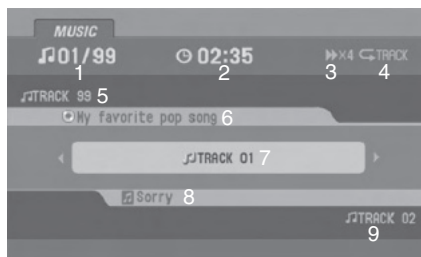 MUSIC
01/99 02:35 ×4 TRACK
1 2 3 4
TRACK 99 5
My favorite pop song 6
TRACK 01 7
Sorry 8
TRACK 02
9